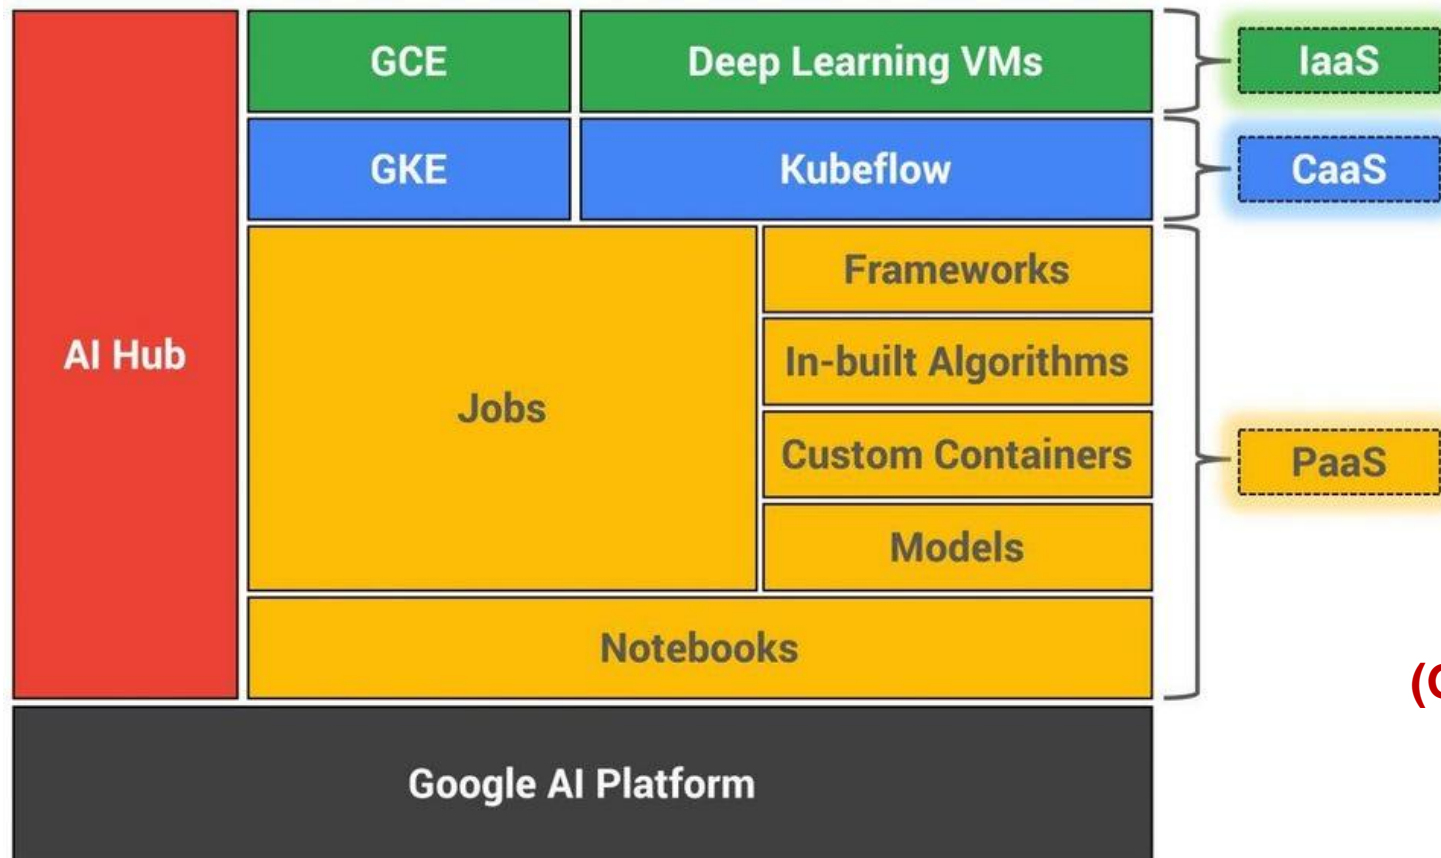 GCE
Deep Learning VMs
IaaS
GKE
Kubeflow
CaaS
AI Hub
Jobs
Frameworks
In-built Algorithms
Custom Containers
Models
PaaS
Notebooks
Google AI Platform